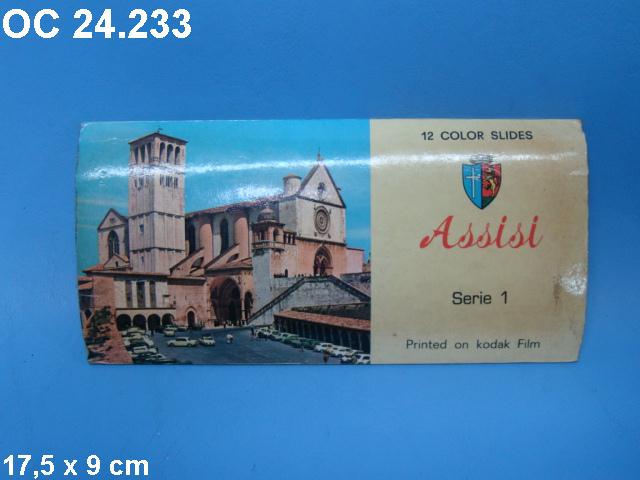 OC 24.233
12 COLOR SLIDES
Assisi
Serie 1
Printed on kodak Film
17,5 x 9 cm